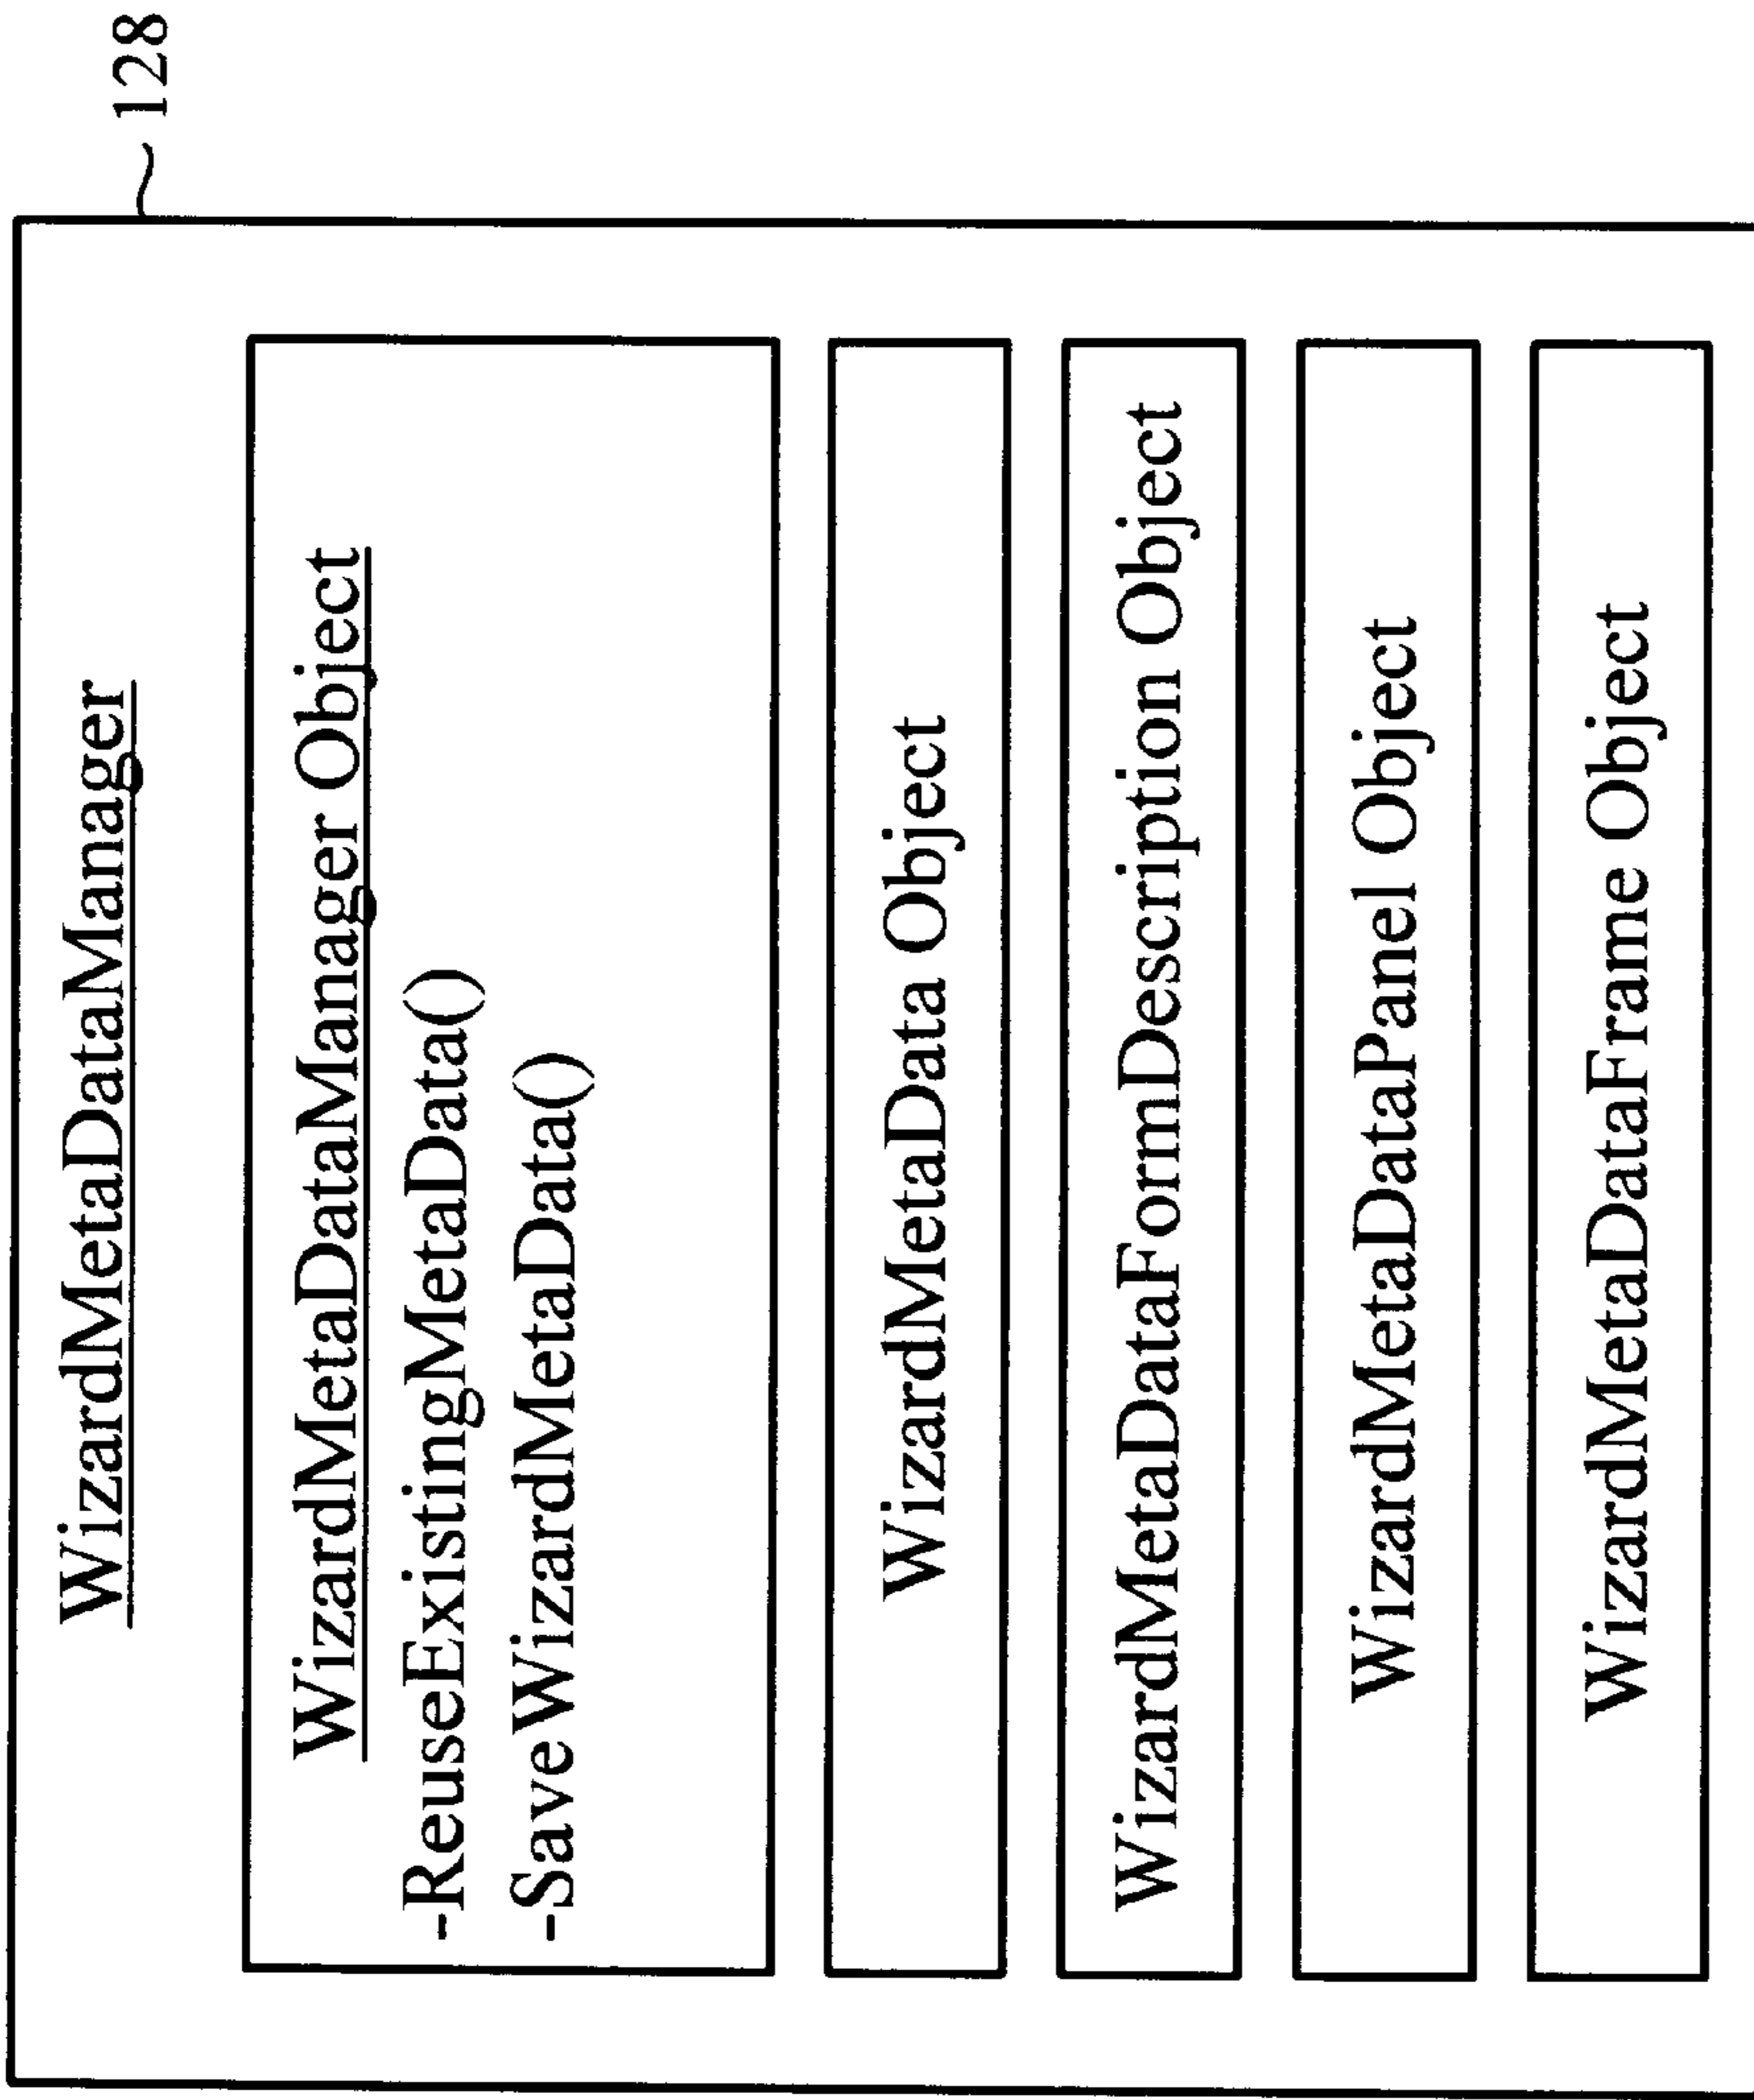 128
WizardMetaDataManager
WizardMetaDataManager Object
-ReuseExistingMetaData()
-SaveWizardMetaData()
WizardMetaData Object
WizardMetaDataFormDescription Object
WizardMetaDataPanel Object
WizardMetaDataFrame Object